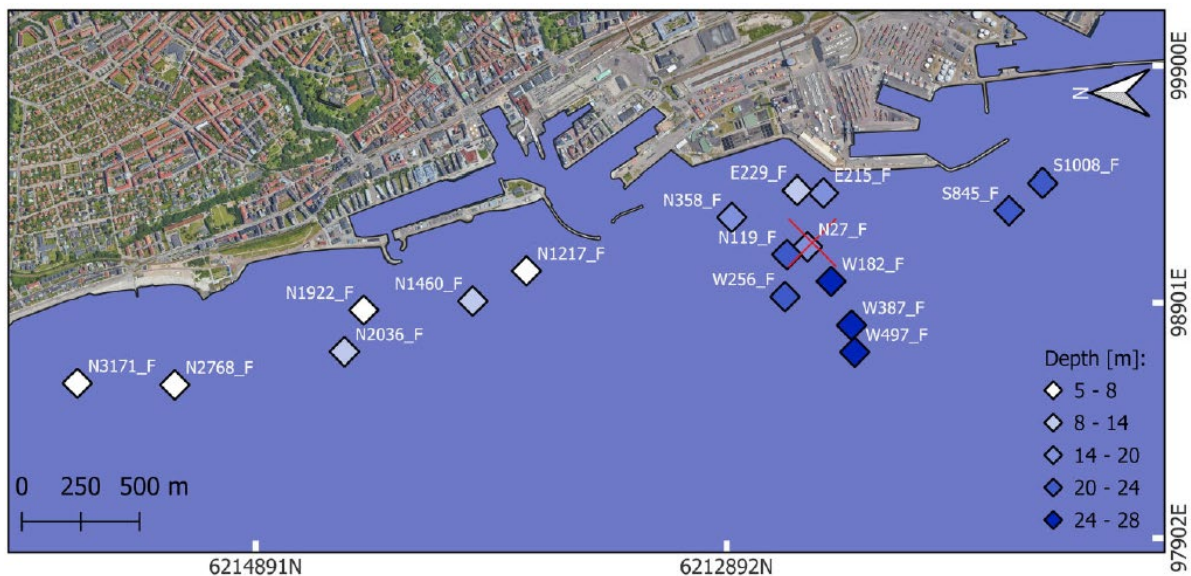 99900E
N
S1008_F
E229_F
E215_F
S845_F
N358_F
N27_F
N119_F
N1217_F
W182_F
W256_F
N1460_F
N1922_F
W387_F
N2036_F
W497_F
98901E
N3171_F
N2768_F
Depth [m]:
5 - 8
8 - 14
14 - 20
20 - 24
24 - 28
0 250 500 m
97902E
6214891N
6212892N